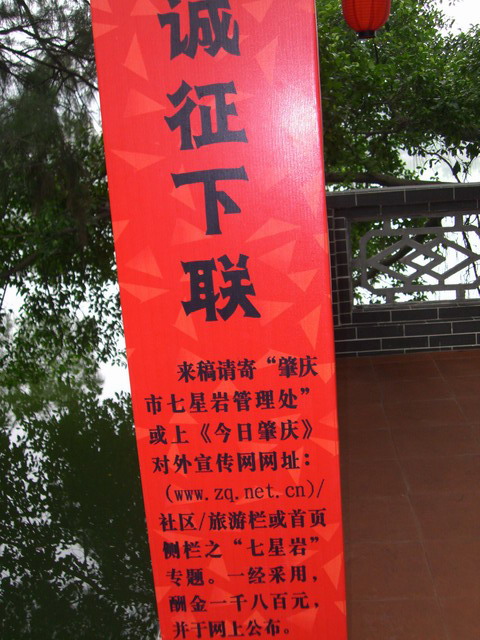 诚征下联
来稿请寄“肇庆
市七星岩管理处”
或上《今日肇庆》
对外宣传网网址：
(www.zq.net.cn)/
社区/旅游栏或首页
侧栏之“七星岩”
专题。一经采用，
酬金一千八百元，
并于网上公布。